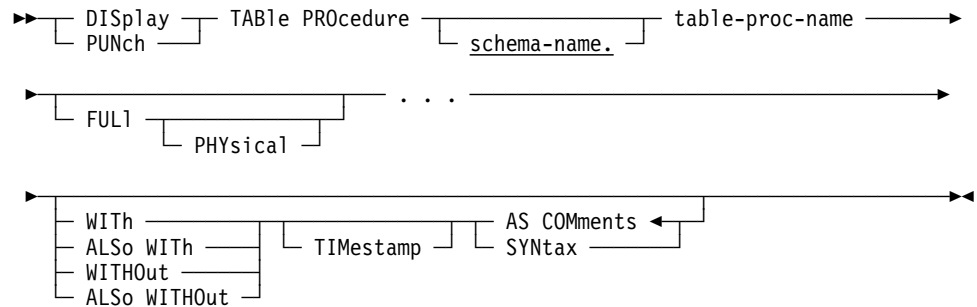 DISplay TABle PROcedure table-proc-name
PUNch schema-name.
. . .
FULl
PHYsical
WITh AS COMments
ALSo WITh TIMestamp SYNtax
WITHOut
ALSo WITHOut